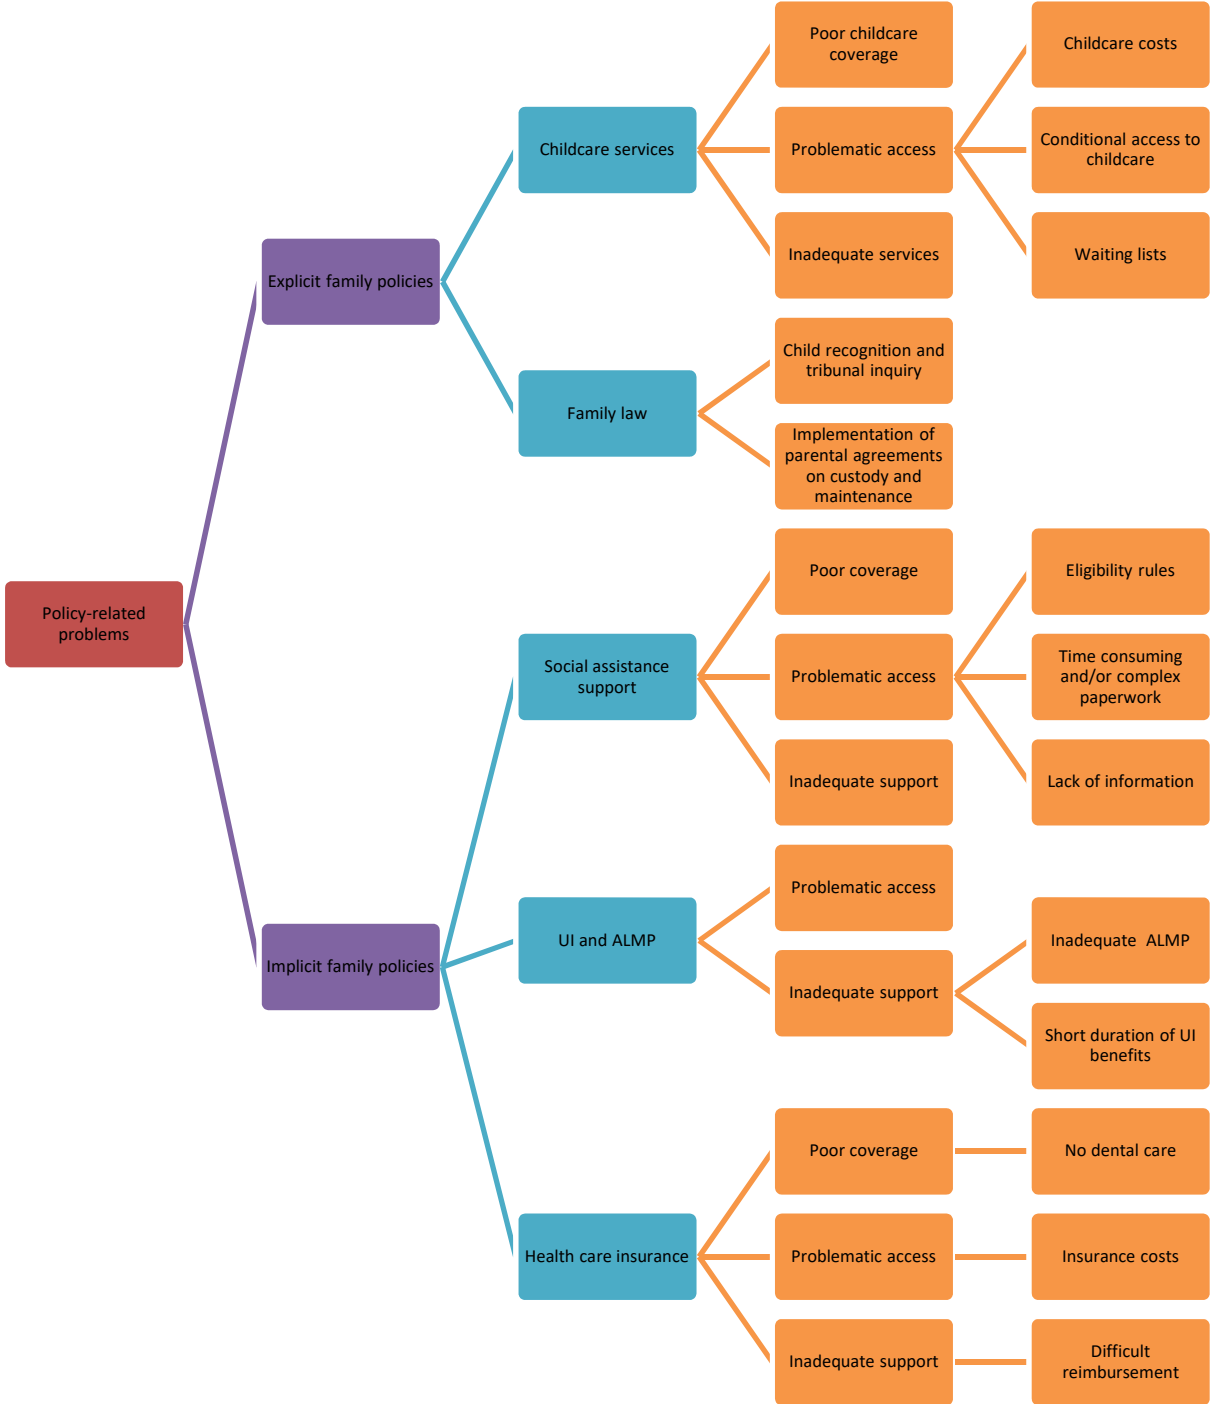 Policy-related
problems
Explicit family policies
Childcare services
Poor childcare
coverage
Problematic access
Childcare costs
Conditional access to
childcare
Waiting lists
Inadequate services
Family law
Child recognition and
tribunal inquiry
Implementation of
parental agreements
on custody and
maintenance
Implicit family policies
Social assistance
support
Poor coverage
Problematic access
Eligibility rules
Time consuming
and/or complex
paperwork
Lack of information
Inadequate support
UI and ALMP
Problematic access
Inadequate support
Inadequate  ALMP
Short duration of UI
benefits
Health care insurance
Poor coverage
No dental care
Problematic access
Insurance costs
Inadequate support
Difficult
reimbursement